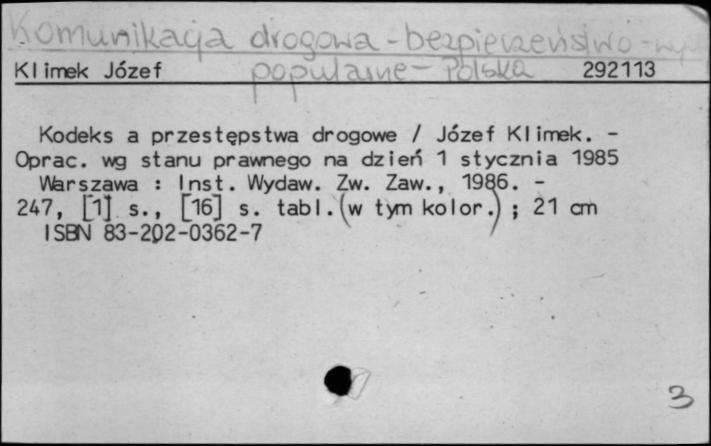 Komunikacja drogowa - bezpieczeństwo -
Klimek Józef popularne - Polska 292113
Kodeks a przestępstwa drogowe / Józef Klimek. -
Oprac. wg stanu prawnego na dzień 1 stycznia 1985
Warszawa : Inst. Wydaw. Zw. Zaw., 1986. -
247, [1] s., [16] s. tabl. (w tym kolor.) ; 21 cm
ISBN 83-202-0362-7
3